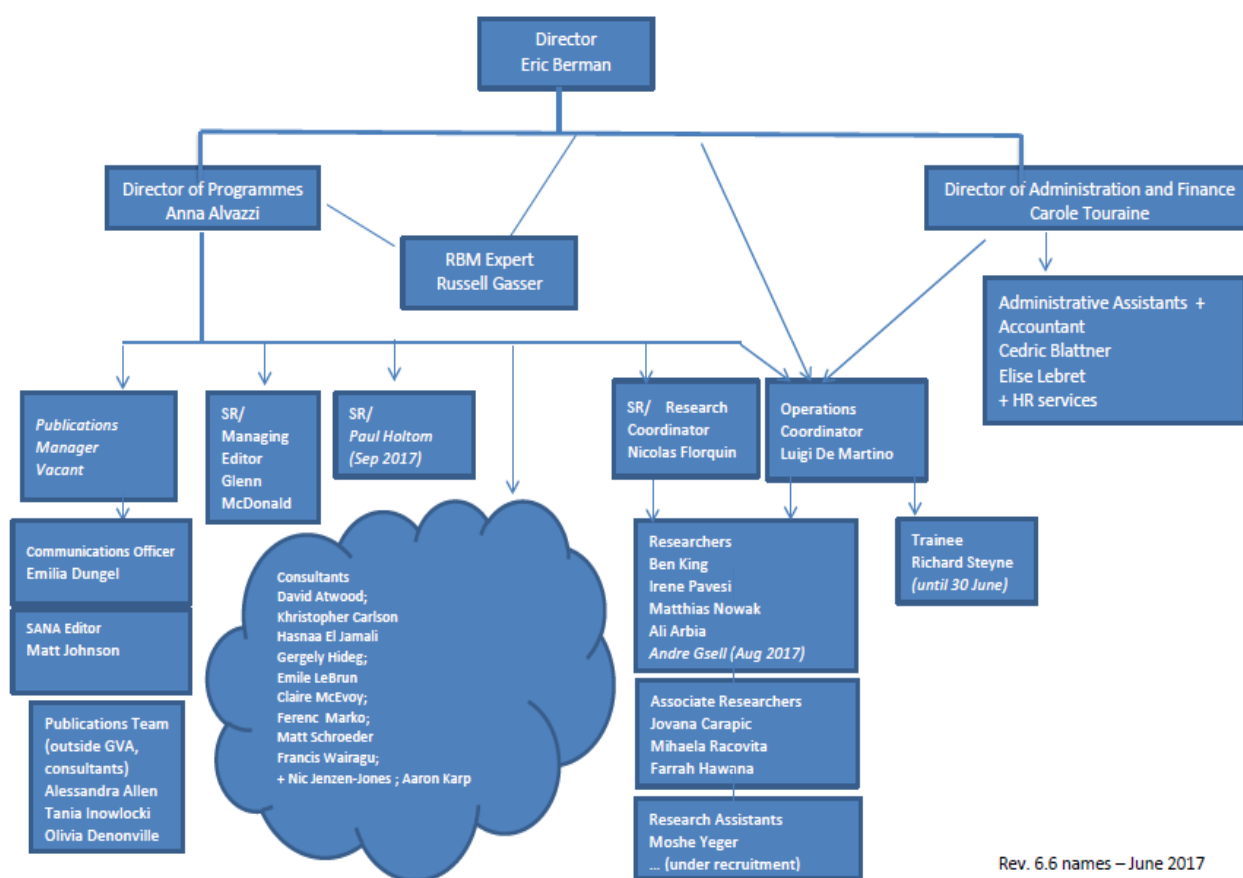 Director
Eric Berman
Director of Programmes
Anna Alvazzi
Director of Administration and Finance
Carole Touraine
RBM Expert
Russell Gasser
Administrative Assistants +
Accountant
Cedric Blattner
Elise Lebret
+ HR services
Publications
Manager
Vacant
SR/
Managing
Editor
Glenn
McDonald
SR/
Paul Holtom
(Sep 2017)
SR/ Research
Coordinator
Nicolas Florquin
Operations
Coordinator
Luigi De Martino
Communications Officer
Emilia Dungel
SANA Editor
Matt Johnson
Publications Team
(outside GVA,
consultants)
Alessandra Allen
Tania Inowlocki
Olivia Denonville
Consultants
David Atwood;
Khristopher Carlson
Hasnaa El Jamali
Gergely Hideg;
Emile LeBrun
Claire McEvoy;
Ferenc Marko;
Matt Schroeder
Francis Wairagu;
+ Nic Jenzen-Jones ; Aaron Karp
Researchers
Ben King
Irene Pavesi
Matthias Nowak
Ali Arbia
Andre Gsell (Aug 2017)
Associate Researchers
Jovana Carapic
Mihaela Racovita
Farrah Hawana
Research Assistants
Moshe Yeger
... (under recruitment)
Trainee
Richard Steyne
(until 30 June)
Rev. 6.6 names – June 2017